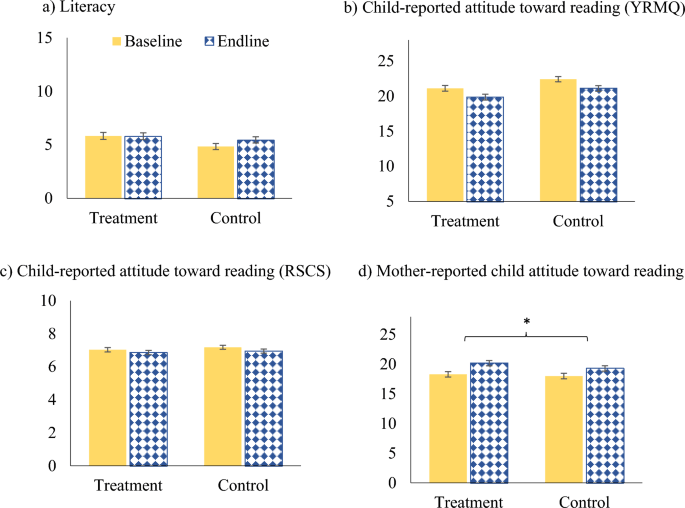 a) Literacy
Baseline Endline
15
10
5
0
Treatment Control
b) Child-reported attitude toward reading (YRMQ)
25
20
15
10
5
Treatment Control
c) Child-reported attitude toward reading (RSCS)
10
8
6
4
2
0
Treatment Control
d) Mother-reported child attitude toward reading
*
25
20
15
10
5
0
Treatment Control